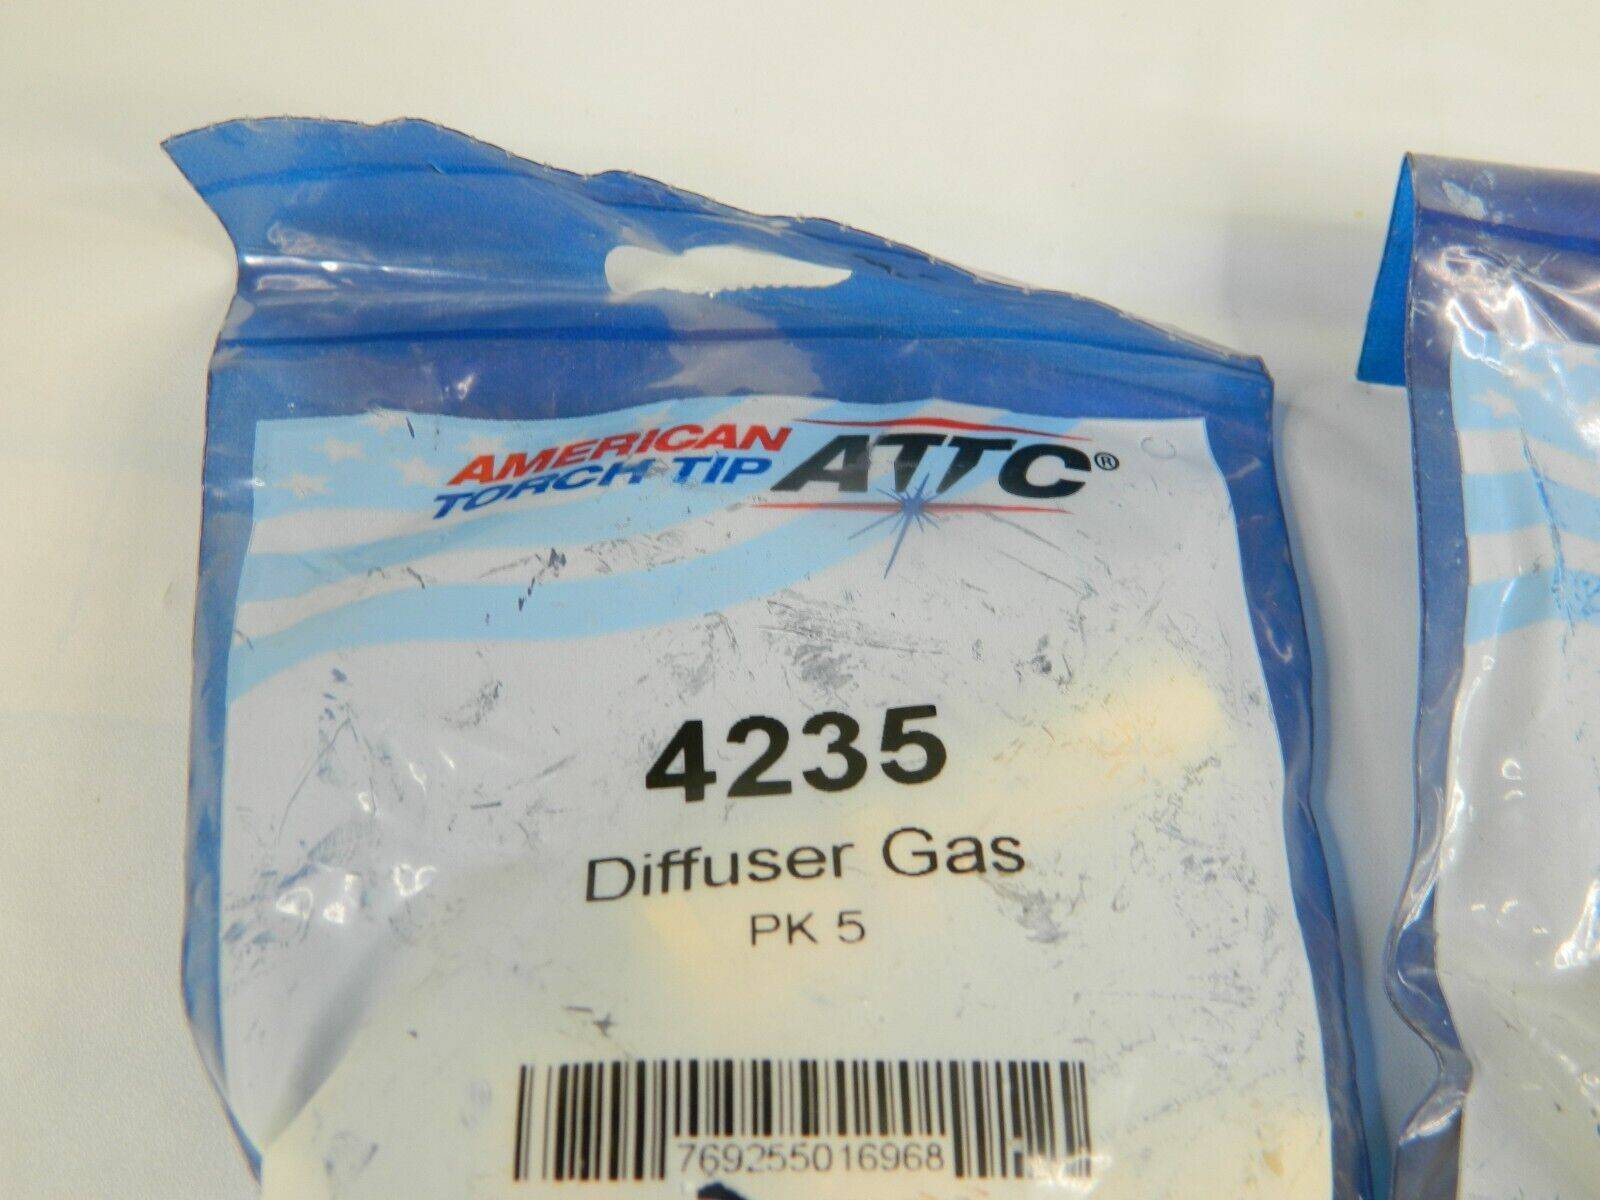 AMERICAN
TORCH TIP ATTC®
4235
Diffuser Gas
PK 5
769255016968